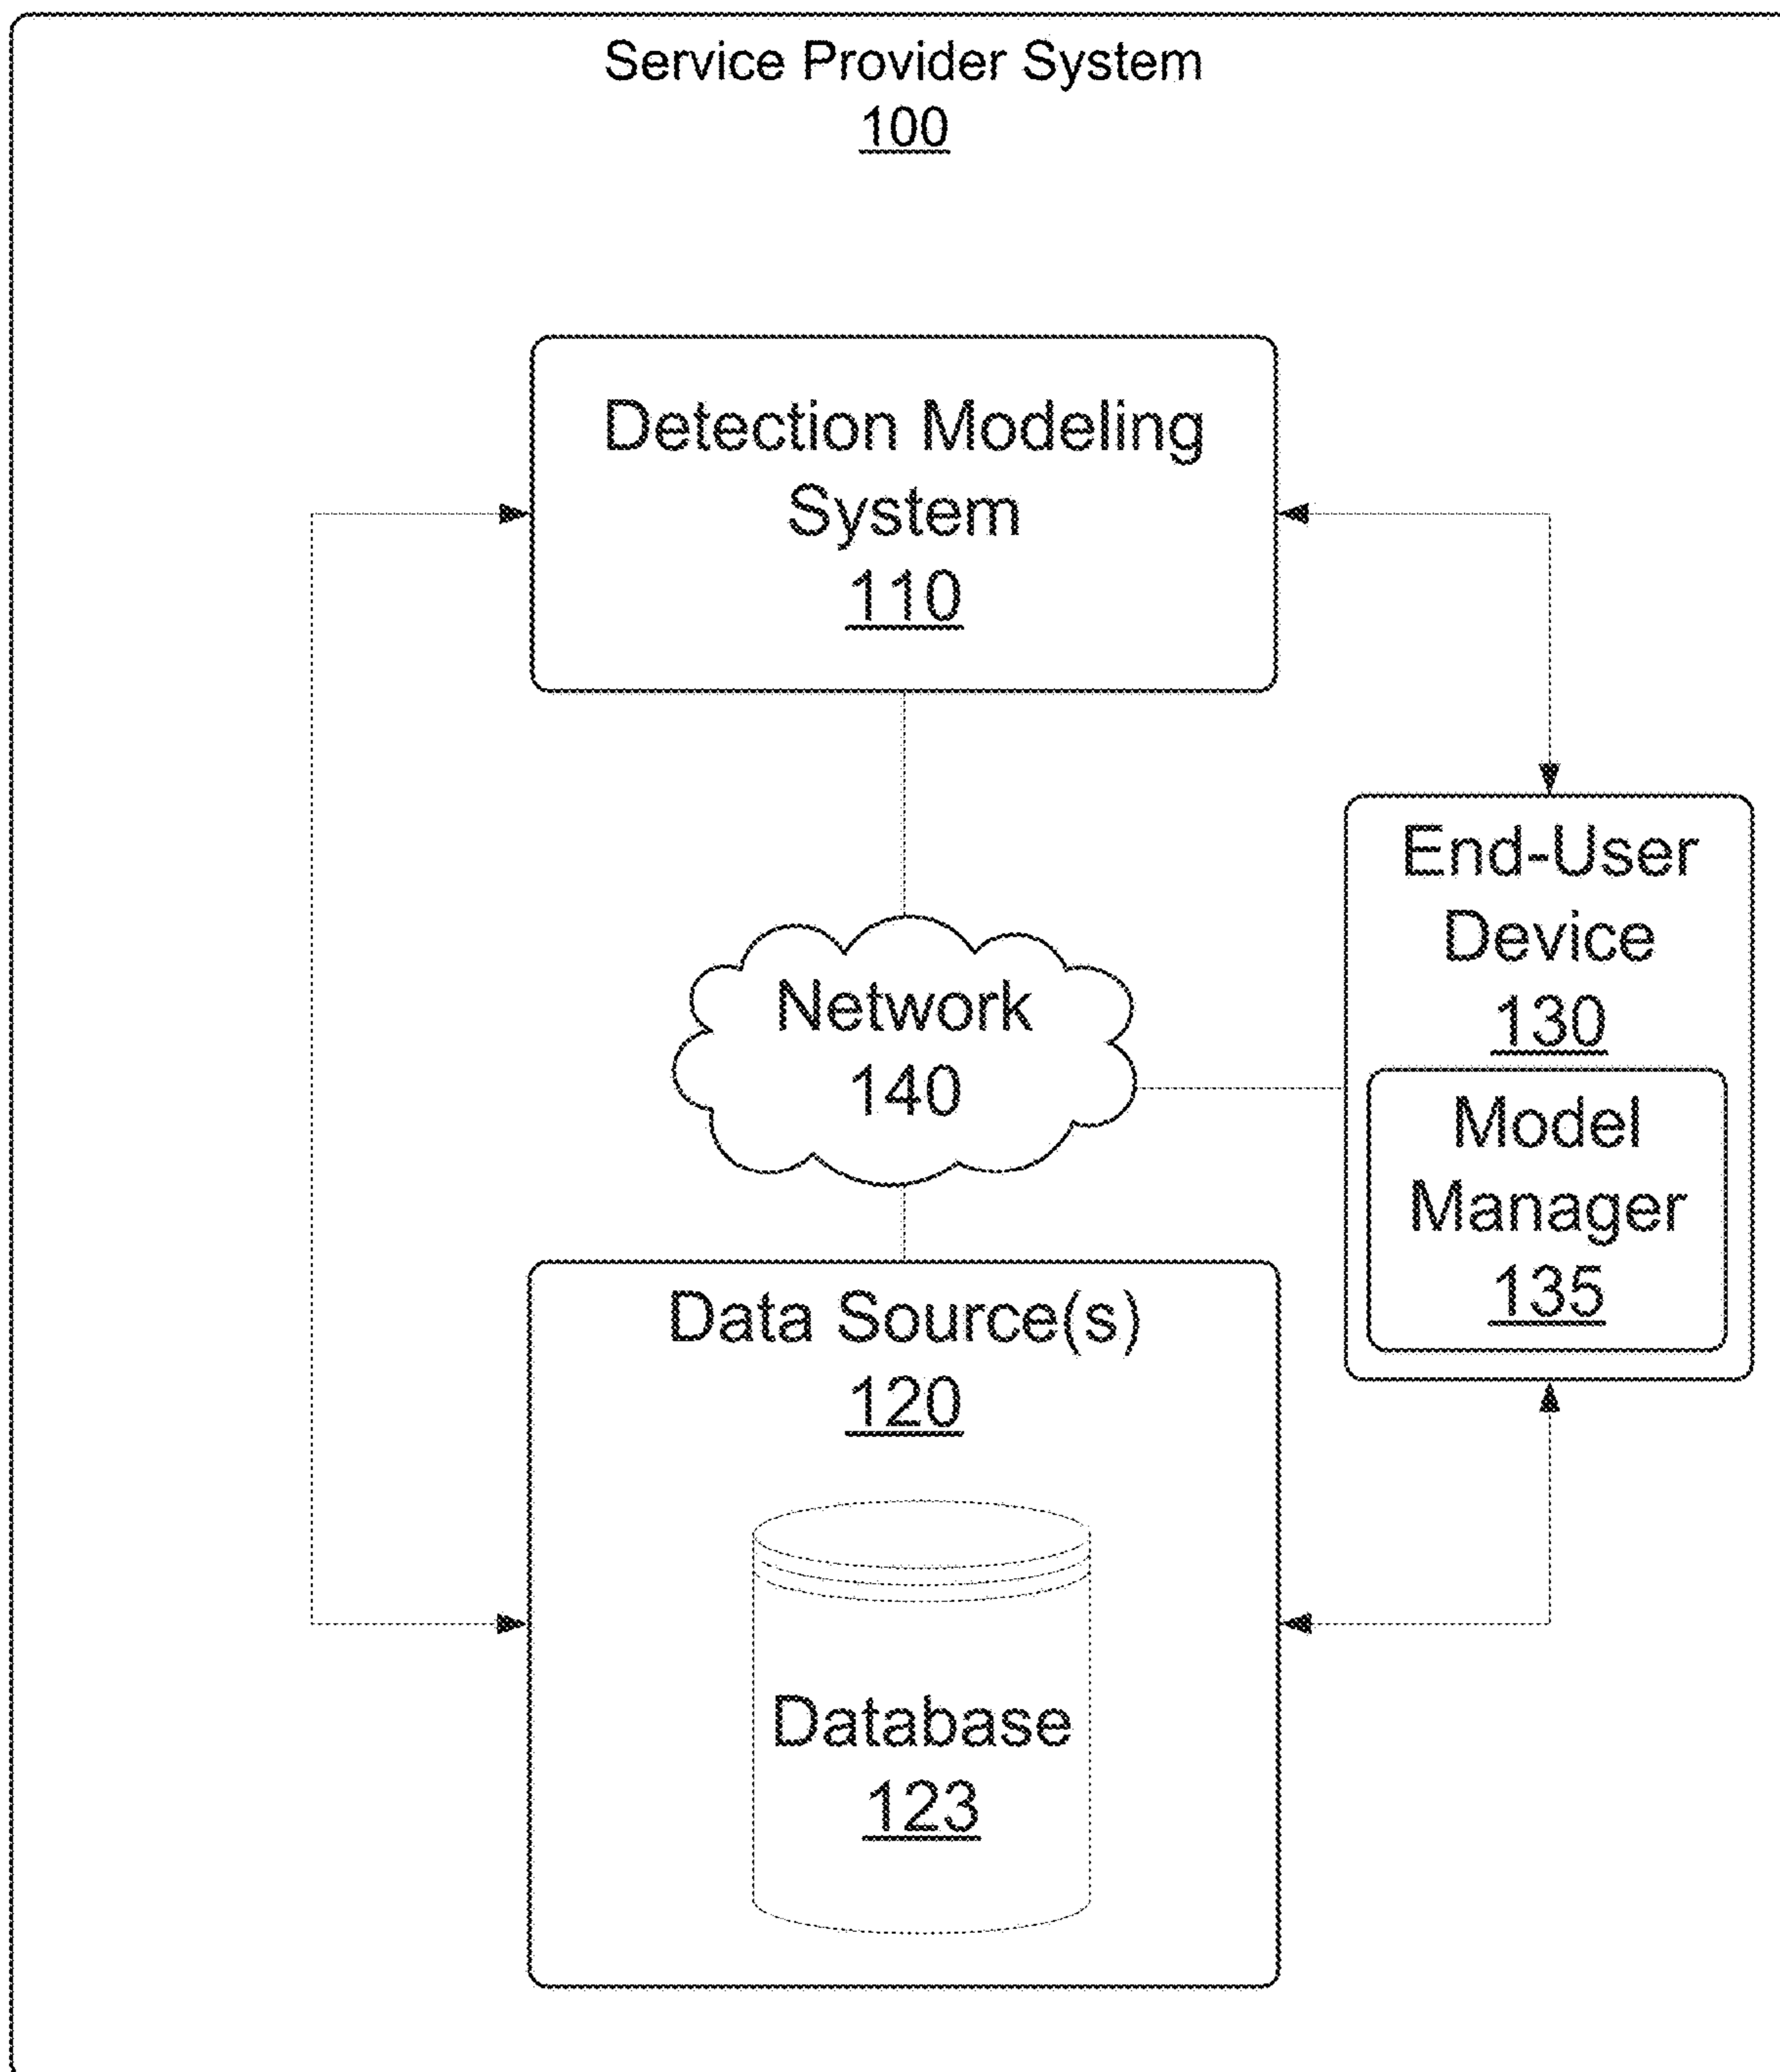 Service Provider System
100
Detection Modeling
System
110
End-User
Device
130
Network
140
Model
Manager
135
Data Source(s)
120
Database
123